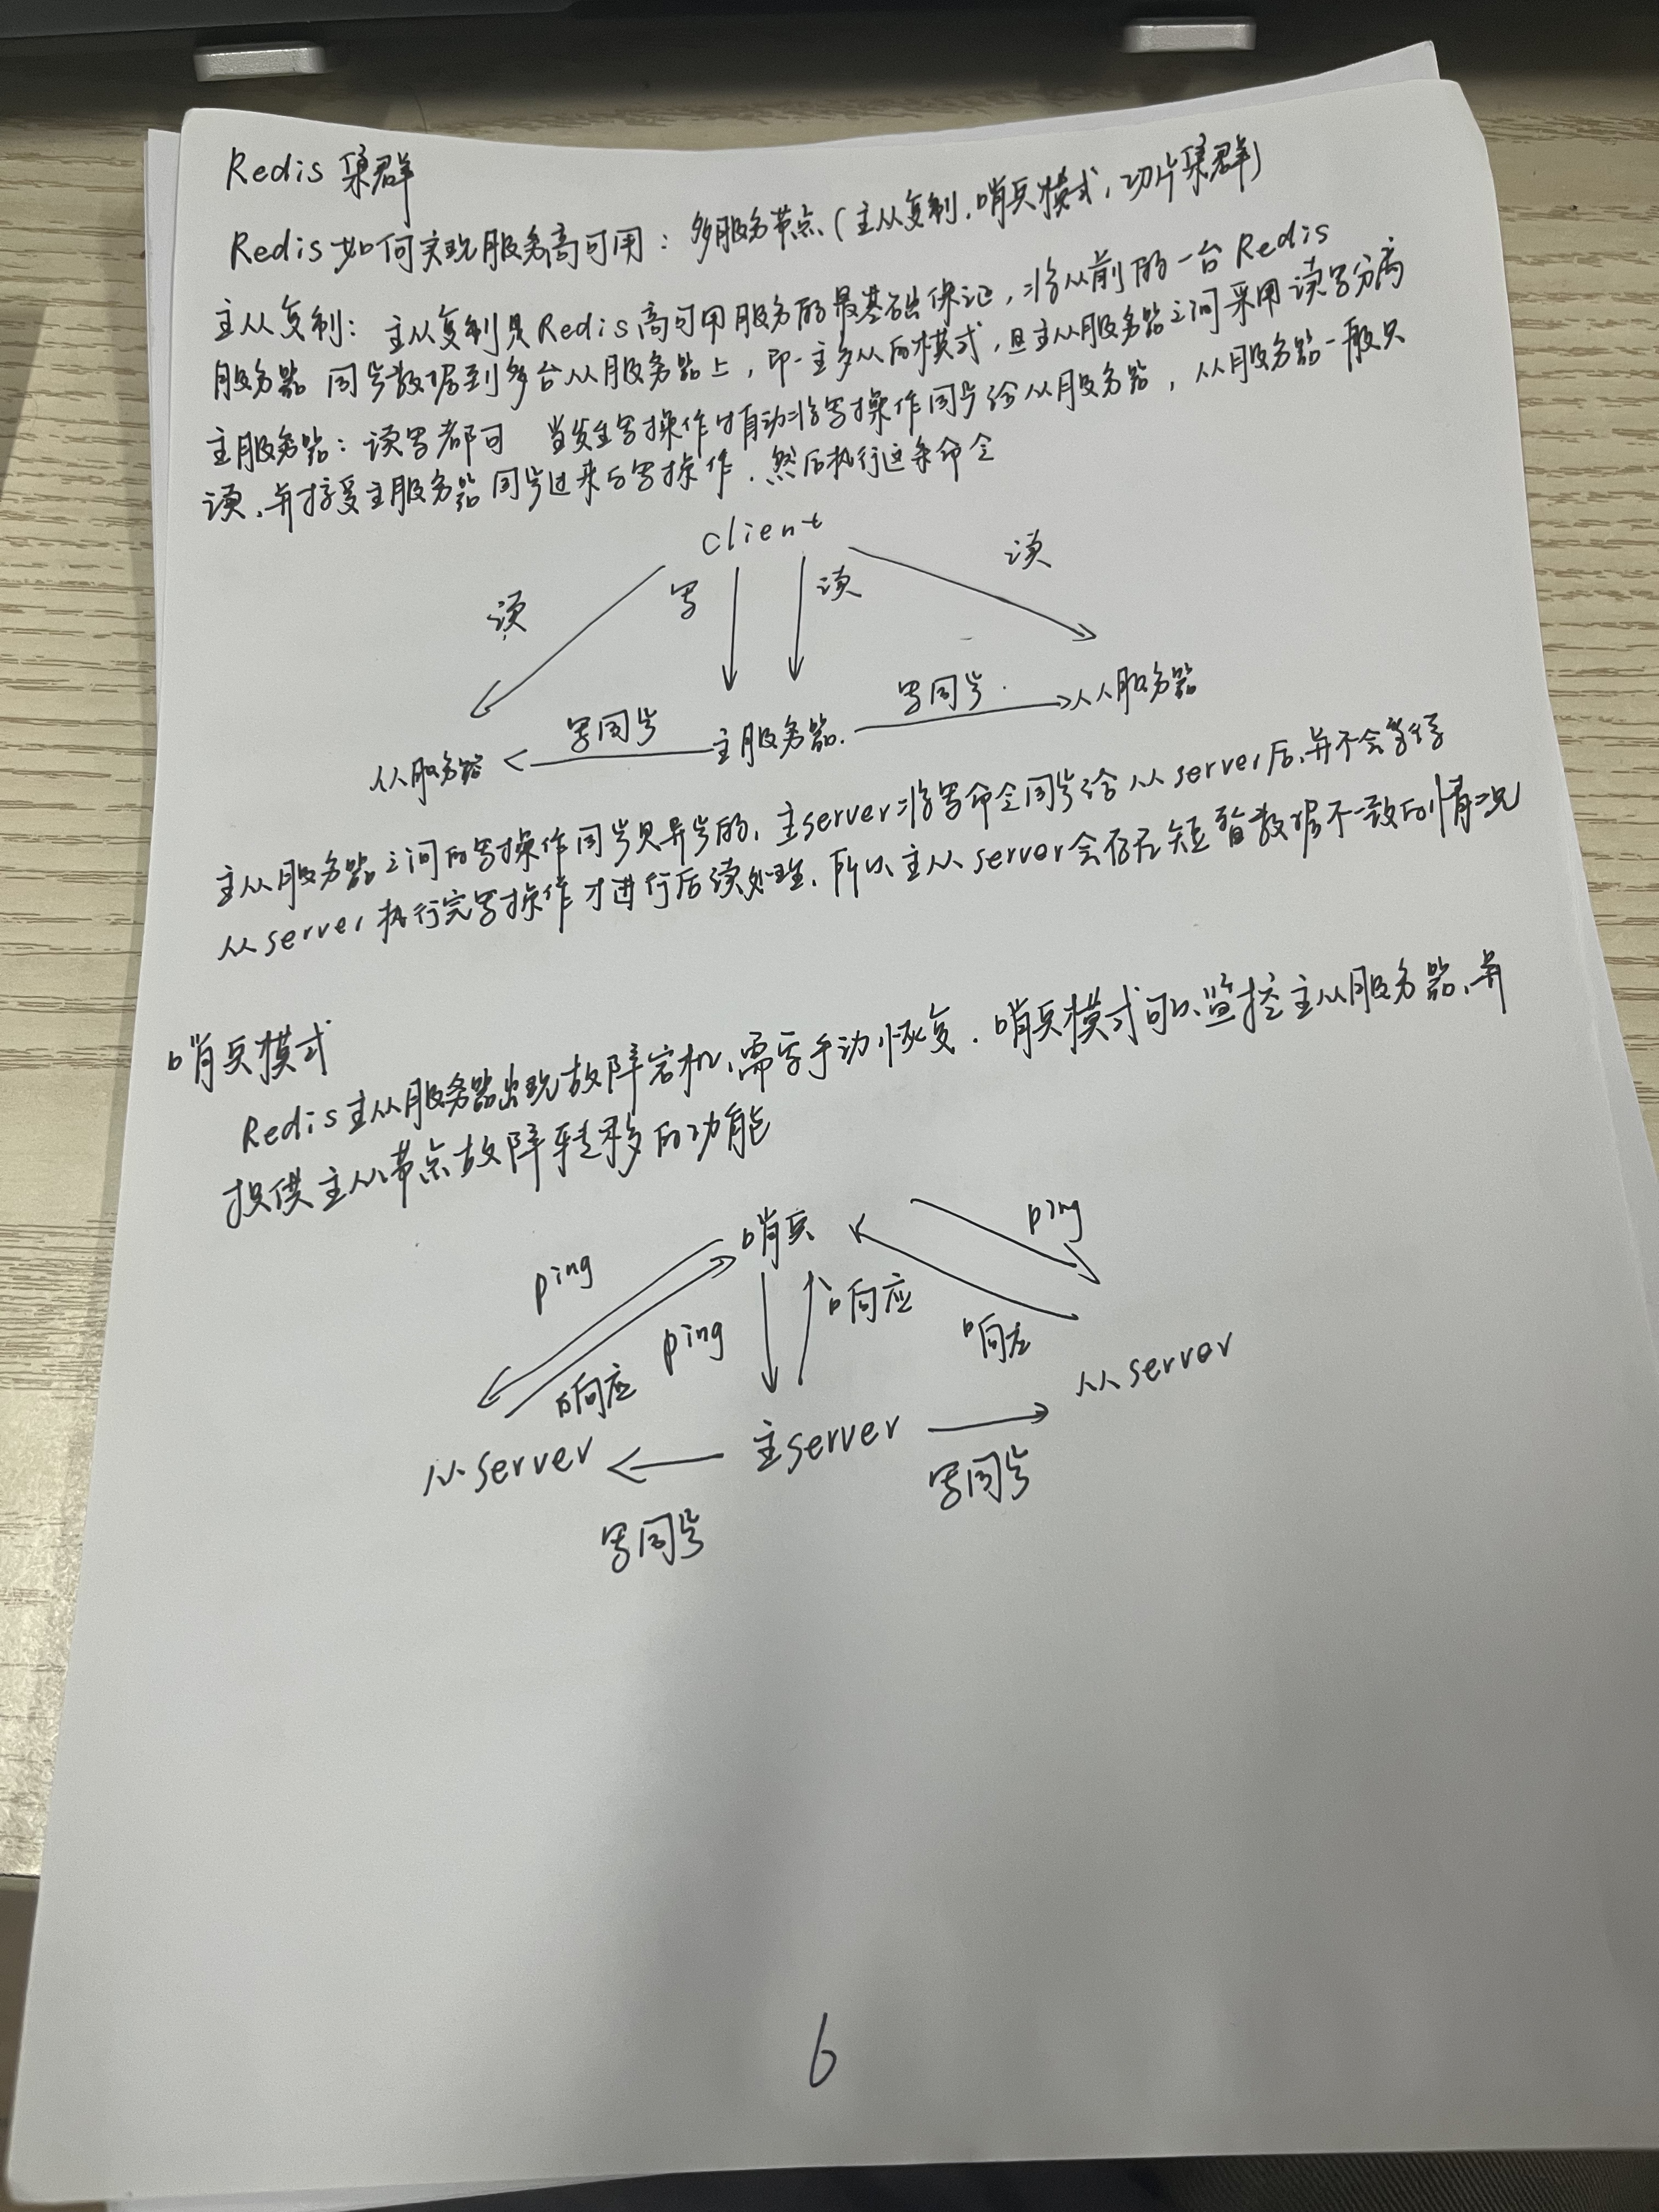 Redis 集群
Redis 如何实现服务高可用：多服务节点（主从复制，哨兵模式，切片集群）
主从复制：主从复制是Redis高可用服务的最基础保证，将从前的一台Redis
服务器 同步数据到多台从服务器上，即一主多从的模式，且主从服务器之间采用读写分离
主服务器：读写都可 当发生写操作时自动将写操作同步给从服务器，从服务器一般只
读，并接受主服务器同步过来的写操作，然后执行这条命令
client
读 写 读 读
写同步 写同步
从服务器 主服务器 从服务器
主从服务器之间的写操作同步是异步的，主server将写命令同步给从server后，并不会等待
从server执行完写操作才进行后续处理，所以主从server会存在短暂数据不一致的情况
哨兵模式
Redis主从服务器出现故障宕机，需要手动恢复．哨兵模式可以监控主从服务器，并
提供主从节点故障转移的功能
哨兵
ping 响应 ping 响应 响应 ping
从server 主server 从server
写同步 写同步
6